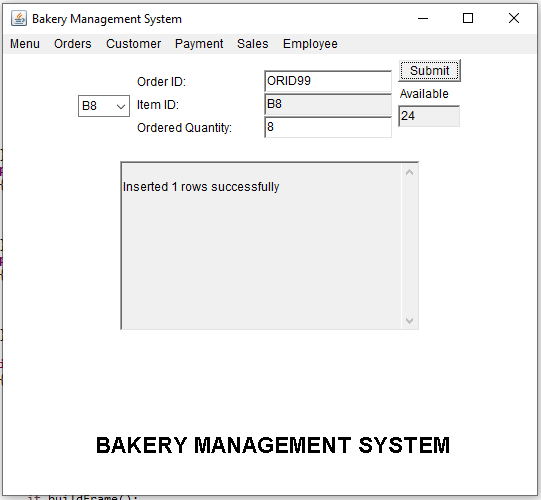 Bakery Management System
Menu Orders Customer Payment Sales Employee
Submit
Order ID: ORID99
Available
B8 Item ID: B8
24
Ordered Quantity: 8
Inserted 1 rows successfully
BAKERY MANAGEMENT SYSTEM